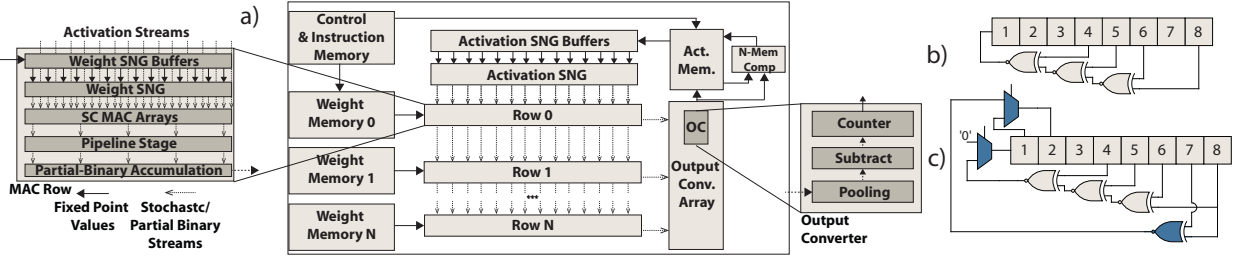 Activation Streams
Weight SNG Buffers
Weight SNG
SC MAC Arrays
Pipeline Stage
Partial-Binary Accumulation
MAC Row
Fixed Point
Values
Stochastc/
Partial Binary
Streams
a)
Control
& Instruction
Memory
Weight
Memory 0
Weight
Memory 1
Weight
Memory N
Activation SNG Buffers
Activation SNG
Row 0
Row 1
***
Row N
Act.
Mem.
N-Mem
Comp
OC
Output
Conv.
Array
Counter
Subtract
Pooling
Output
Converter
b)
1 2 3 4 5 6 7 8
c)
'0'
1 2 3 4 5 6 7 8